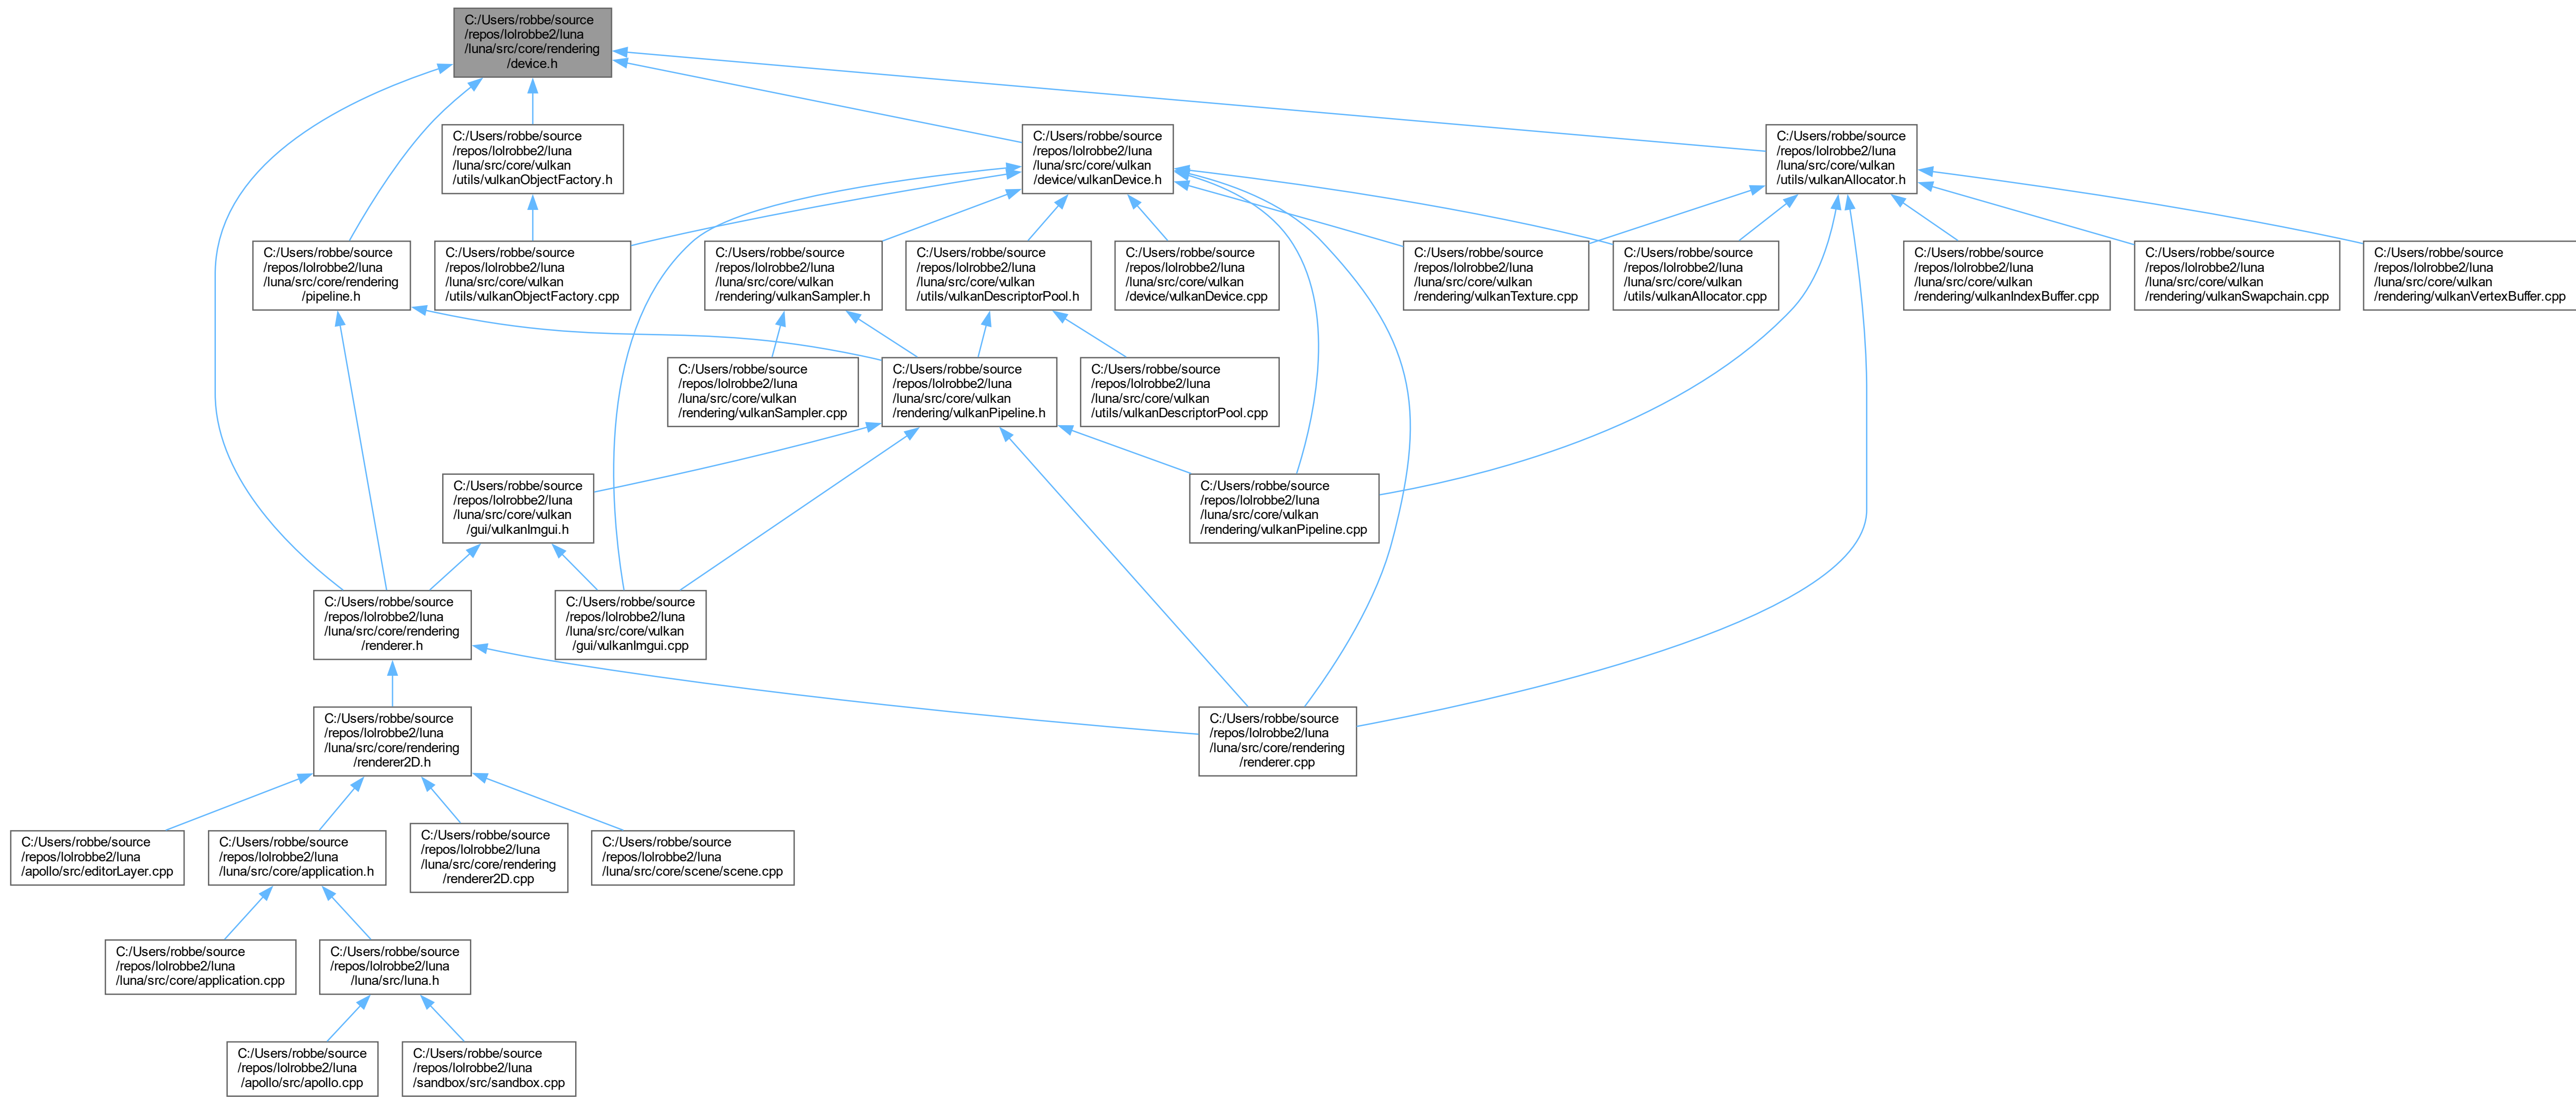 C:/Users/robbe/source
/repos/lolrobbe2/luna
/luna/src/core/rendering
/device.h
C:/Users/robbe/source
/repos/lolrobbe2/luna
/luna/src/core/vulkan
/utils/vulkanObjectFactory.h
C:/Users/robbe/source
/repos/lolrobbe2/luna
/luna/src/core/vulkan
/device/vulkanDevice.h
C:/Users/robbe/source
/repos/lolrobbe2/luna
/luna/src/core/vulkan
/utils/vulkanAllocator.h
C:/Users/robbe/source
/repos/lolrobbe2/luna
/luna/src/core/rendering
/pipeline.h
C:/Users/robbe/source
/repos/lolrobbe2/luna
/luna/src/core/vulkan
/utils/vulkanObjectFactory.cpp
C:/Users/robbe/source
/repos/lolrobbe2/luna
/luna/src/core/vulkan
/rendering/vulkanSampler.h
C:/Users/robbe/source
/repos/lolrobbe2/luna
/luna/src/core/vulkan
/utils/vulkanDescriptorPool.h
C:/Users/robbe/source
/repos/lolrobbe2/luna
/luna/src/core/vulkan
/device/vulkanDevice.cpp
C:/Users/robbe/source
/repos/lolrobbe2/luna
/luna/src/core/vulkan
/rendering/vulkanTexture.cpp
C:/Users/robbe/source
/repos/lolrobbe2/luna
/luna/src/core/vulkan
/utils/vulkanAllocator.cpp
C:/Users/robbe/source
/repos/lolrobbe2/luna
/luna/src/core/vulkan
/rendering/vulkanIndexBuffer.cpp
C:/Users/robbe/source
/repos/lolrobbe2/luna
/luna/src/core/vulkan
/rendering/vulkanSwapchain.cpp
C:/Users/robbe/source
/repos/lolrobbe2/luna
/luna/src/core/vulkan
/rendering/vulkanVertexBuffer.cpp
C:/Users/robbe/source
/repos/lolrobbe2/luna
/luna/src/core/vulkan
/rendering/vulkanSampler.cpp
C:/Users/robbe/source
/repos/lolrobbe2/luna
/luna/src/core/vulkan
/rendering/vulkanPipeline.h
C:/Users/robbe/source
/repos/lolrobbe2/luna
/luna/src/core/vulkan
/utils/vulkanDescriptorPool.cpp
C:/Users/robbe/source
/repos/lolrobbe2/luna
/luna/src/core/vulkan
/gui/vulkanImgui.h
C:/Users/robbe/source
/repos/lolrobbe2/luna
/luna/src/core/vulkan
/rendering/vulkanPipeline.cpp
C:/Users/robbe/source
/repos/lolrobbe2/luna
/luna/src/core/rendering
/renderer.h
C:/Users/robbe/source
/repos/lolrobbe2/luna
/luna/src/core/vulkan
/gui/vulkanImgui.cpp
C:/Users/robbe/source
/repos/lolrobbe2/luna
/luna/src/core/rendering
/renderer2D.h
C:/Users/robbe/source
/repos/lolrobbe2/luna
/luna/src/core/rendering
/renderer.cpp
C:/Users/robbe/source
/repos/lolrobbe2/luna
/apollo/src/editorLayer.cpp
C:/Users/robbe/source
/repos/lolrobbe2/luna
/luna/src/core/application.h
C:/Users/robbe/source
/repos/lolrobbe2/luna
/luna/src/core/rendering
/renderer2D.cpp
C:/Users/robbe/source
/repos/lolrobbe2/luna
/luna/src/core/scene/scene.cpp
C:/Users/robbe/source
/repos/lolrobbe2/luna
/luna/src/core/application.cpp
C:/Users/robbe/source
/repos/lolrobbe2/luna
/luna/src/luna.h
C:/Users/robbe/source
/repos/lolrobbe2/luna
/apollo/src/apollo.cpp
C:/Users/robbe/source
/repos/lolrobbe2/luna
/sandbox/src/sandbox.cpp